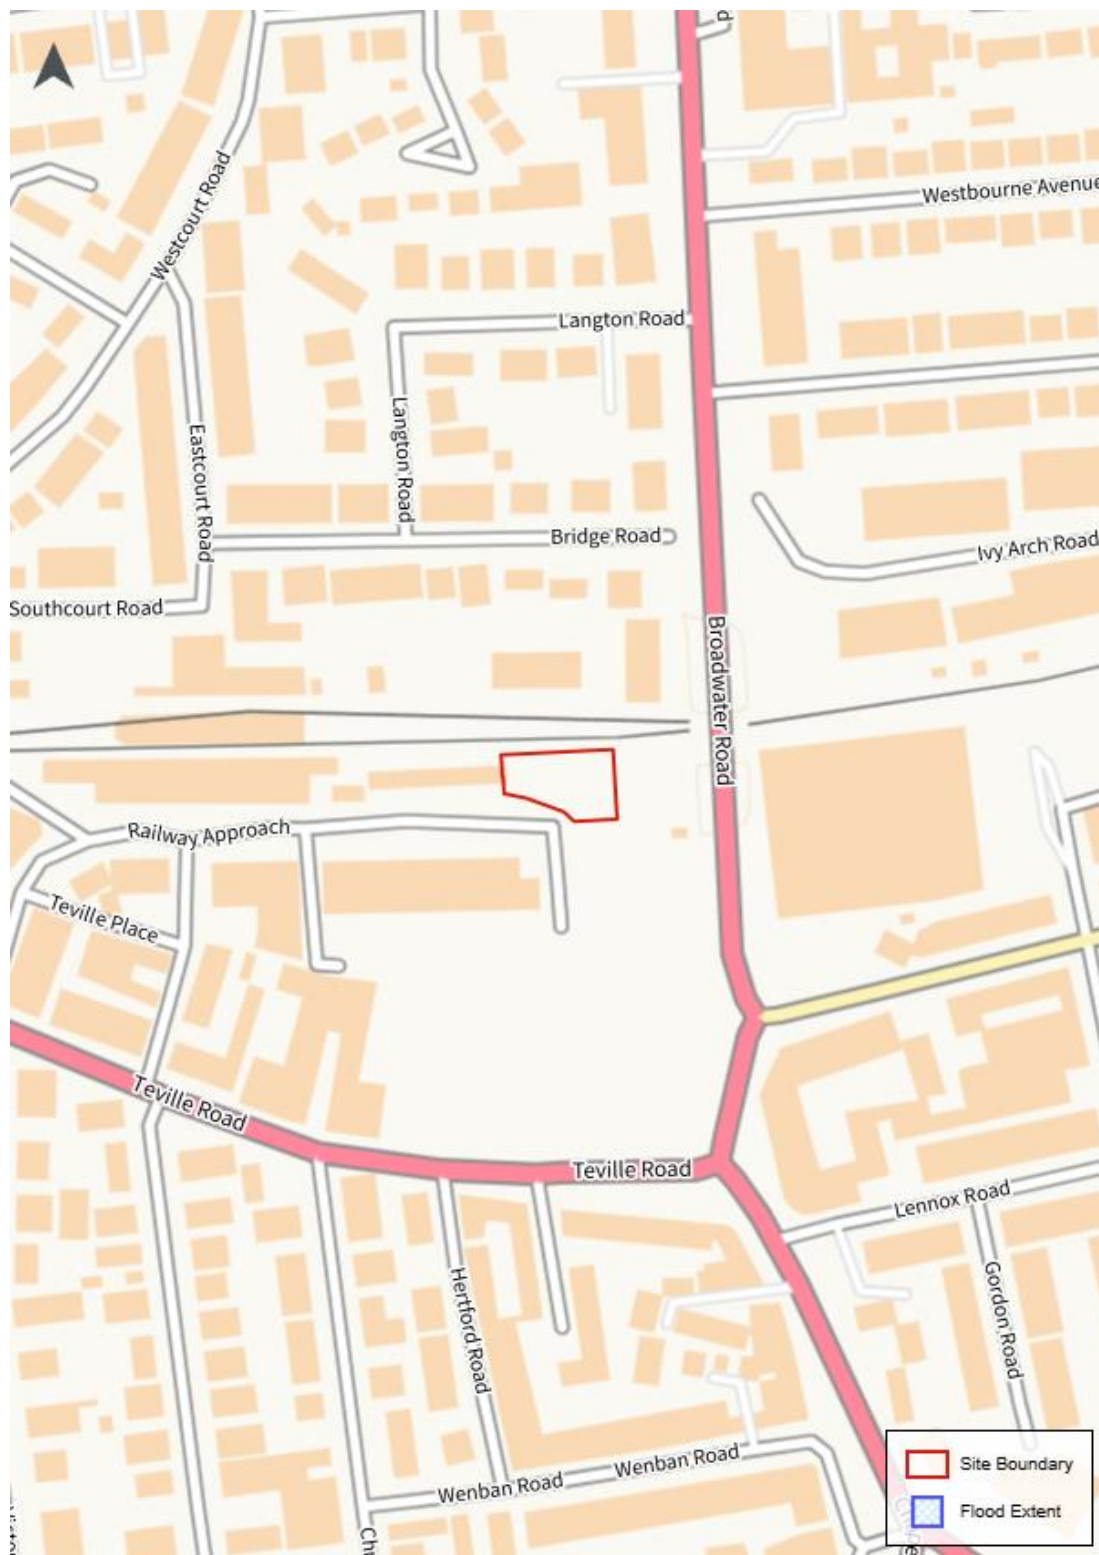 Westcourt Road
Westbourne Avenue
Langton Road
Langton Road
Eastcourt Road
Bridge Road
Ivy Arch Road
Southcourt Road
Broadwater Road
Railway Approach
Teville Place
Teville Road
Teville Road
Lennox Road
Gordon Road
Hertford Road
Wenban Road
Wenban Road
Site Boundary
Flood Extent